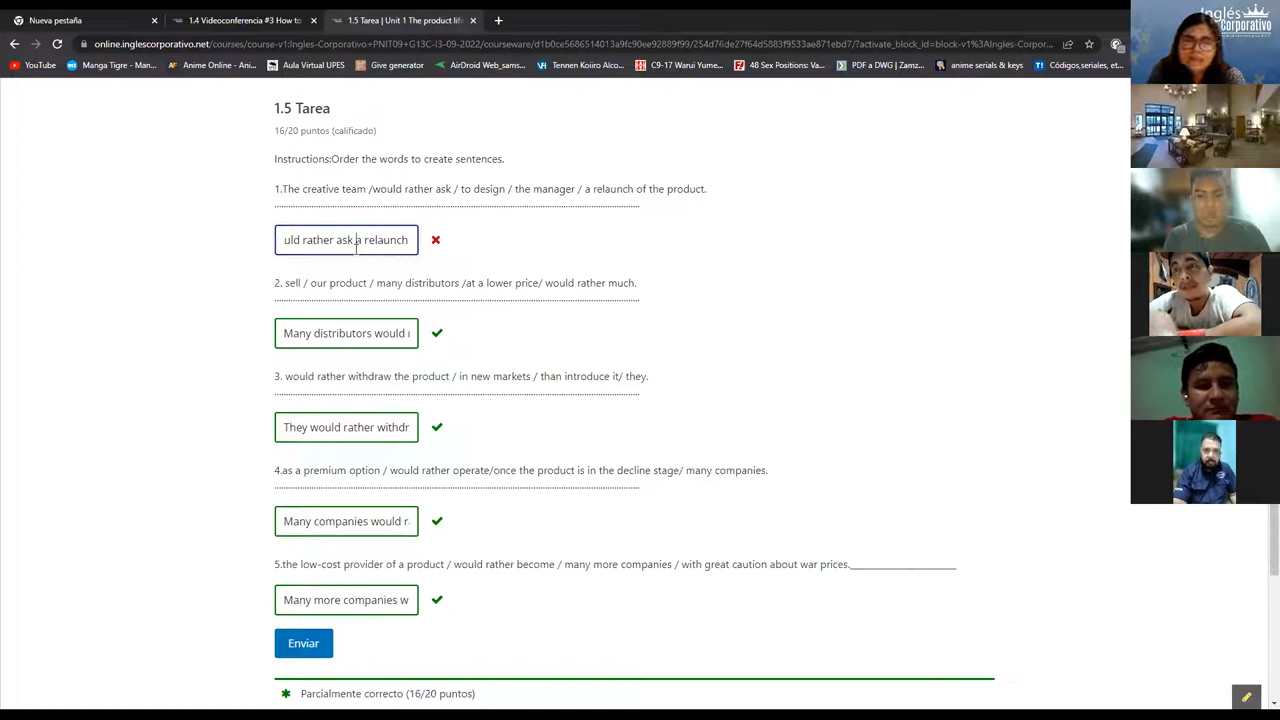 Nueva pestaña
1.4 Videoconferencia #3 How to
1.5 Tarea | Unit 1 The product life
online.inglescorporativo.net/courses/course-v1:Ingles-Corporativo+PNIT09+G13C-I3-09-2022/courseware/d1b0ce5686514013a9fc90ee92889f99/254d76de27f64d5883f9533ae871ebd7/?activate_block_id=block-v1%3AIngles-Corpor...
YouTube
Manga Tigre - Man...
Anime Online - Ani...
Aula Virtual UPES
Give generator
AirDroid Web_sams...
Tennen Koiiro Alco...
C9-17 Warui Yume...
48 Sex Positions: Va...
PDF a DWG | Zamz...
anime serials & keys
Códigos,seriales, et...
Inglés
Corporativo
1.5 Tarea
16/20 puntos (calificado)
Instructions:Order the words to create sentences.
1.The creative team /would rather ask / to design / the manager / a relaunch of the product.
uld rather ask a relaunch
2. sell / our product / many distributors /at a lower price/ would rather much.
Many distributors would
3. would rather withdraw the product / in new markets / than introduce it/ they.
They would rather withdr
4.as a premium option / would rather operate/once the product is in the decline stage/ many companies.
Many companies would r
5.the low-cost provider of a product / would rather become / many more companies / with great caution about war prices.____________________
Many more companies w
Enviar
Parcialmente correcto (16/20 puntos)